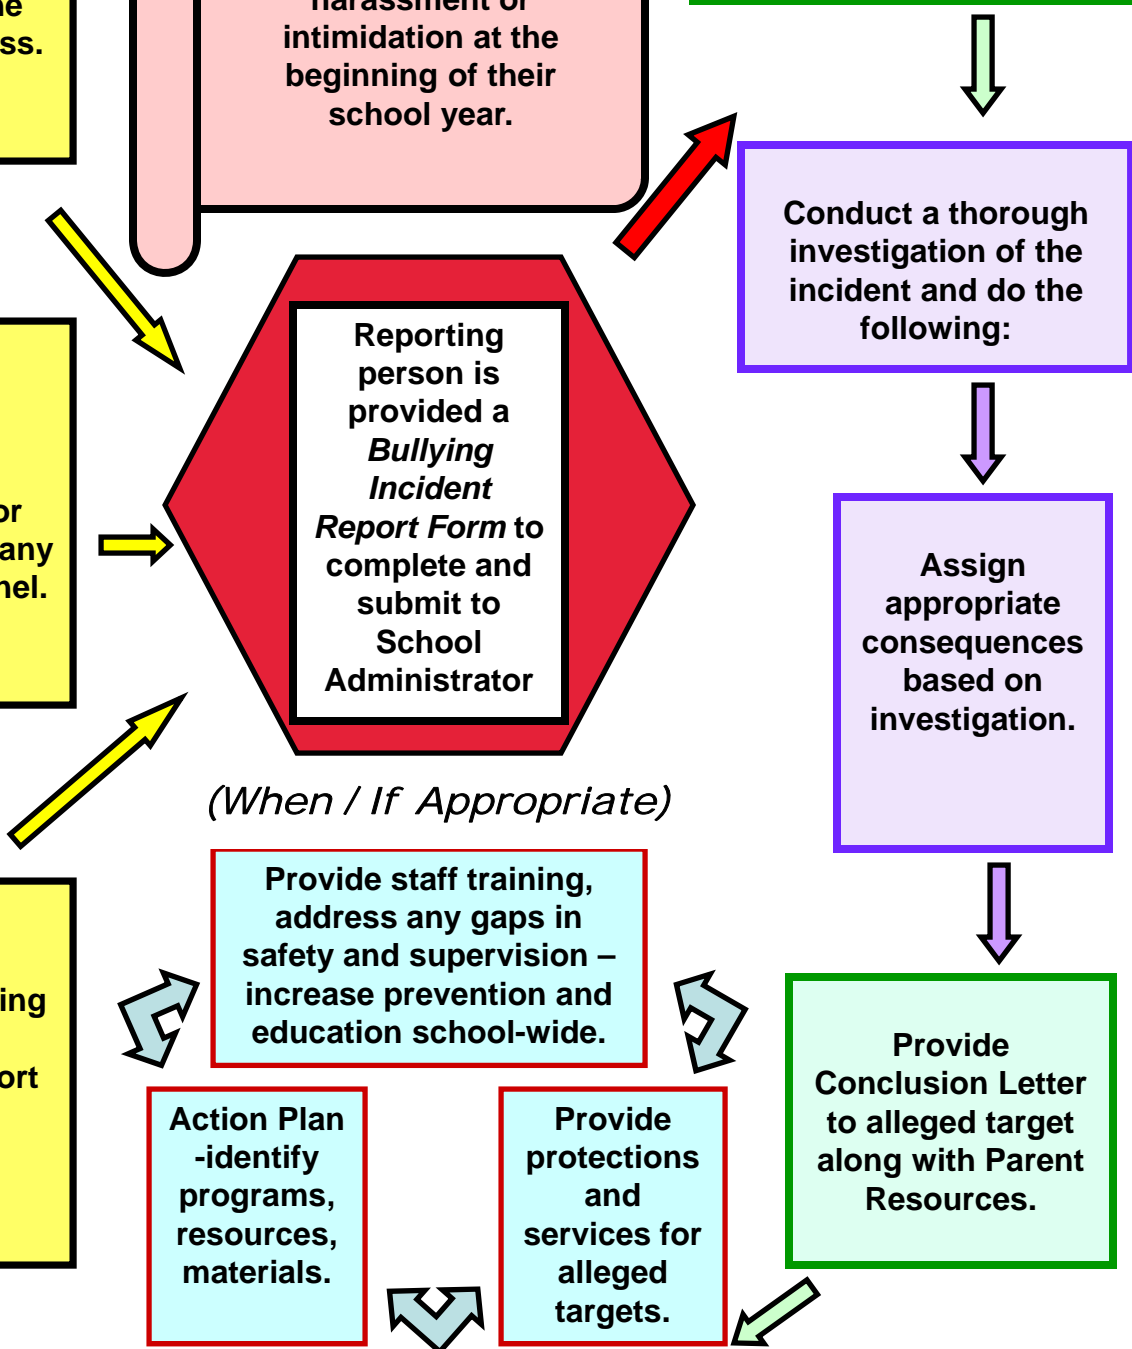 ss.
intimidation at the
beginning of their
school year.
or
any
nel.
ing
ort
Reporting
person is
provided a
Bullying
Incident
Report Form to
complete and
submit to
School
Administrator
Conduct a thorough
investigation of the
incident and do the
following:
Assign
appropriate
consequences
based on
investigation.
(When / If Appropriate)
Provide staff training,
address any gaps in
safety and supervision –
increase prevention and
education school-wide.
Action Plan
-identify
programs,
resources,
materials.
Provide
protections
and
services for
alleged
targets.
Provide
Conclusion Letter
to alleged target
along with Parent
Resources.